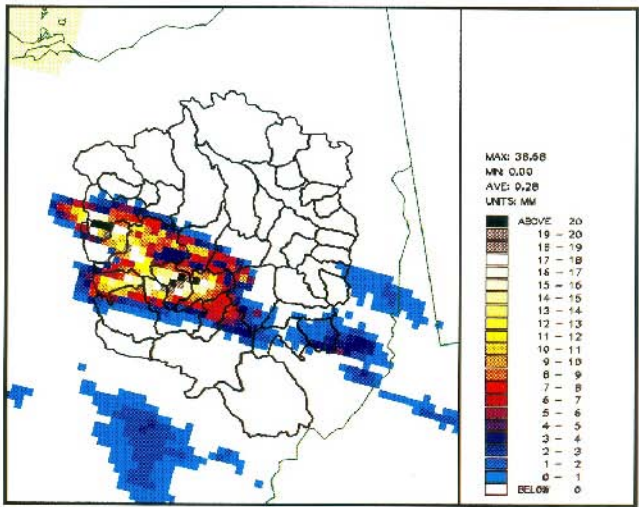 MAX: 38.68
MIN: 0.00
AVE: 0.28
UNITS: MM
ABOVE 20
19 - 20
18 - 19
17 - 18
16 - 17
15 - 16
14 - 15
13 - 14
12 - 13
11 - 12
10 - 11
9 - 10
8 - 9
7 - 8
6 - 7
5 - 6
4 - 5
3 - 4
2 - 3
1 - 2
0 - 1
BELOW 0